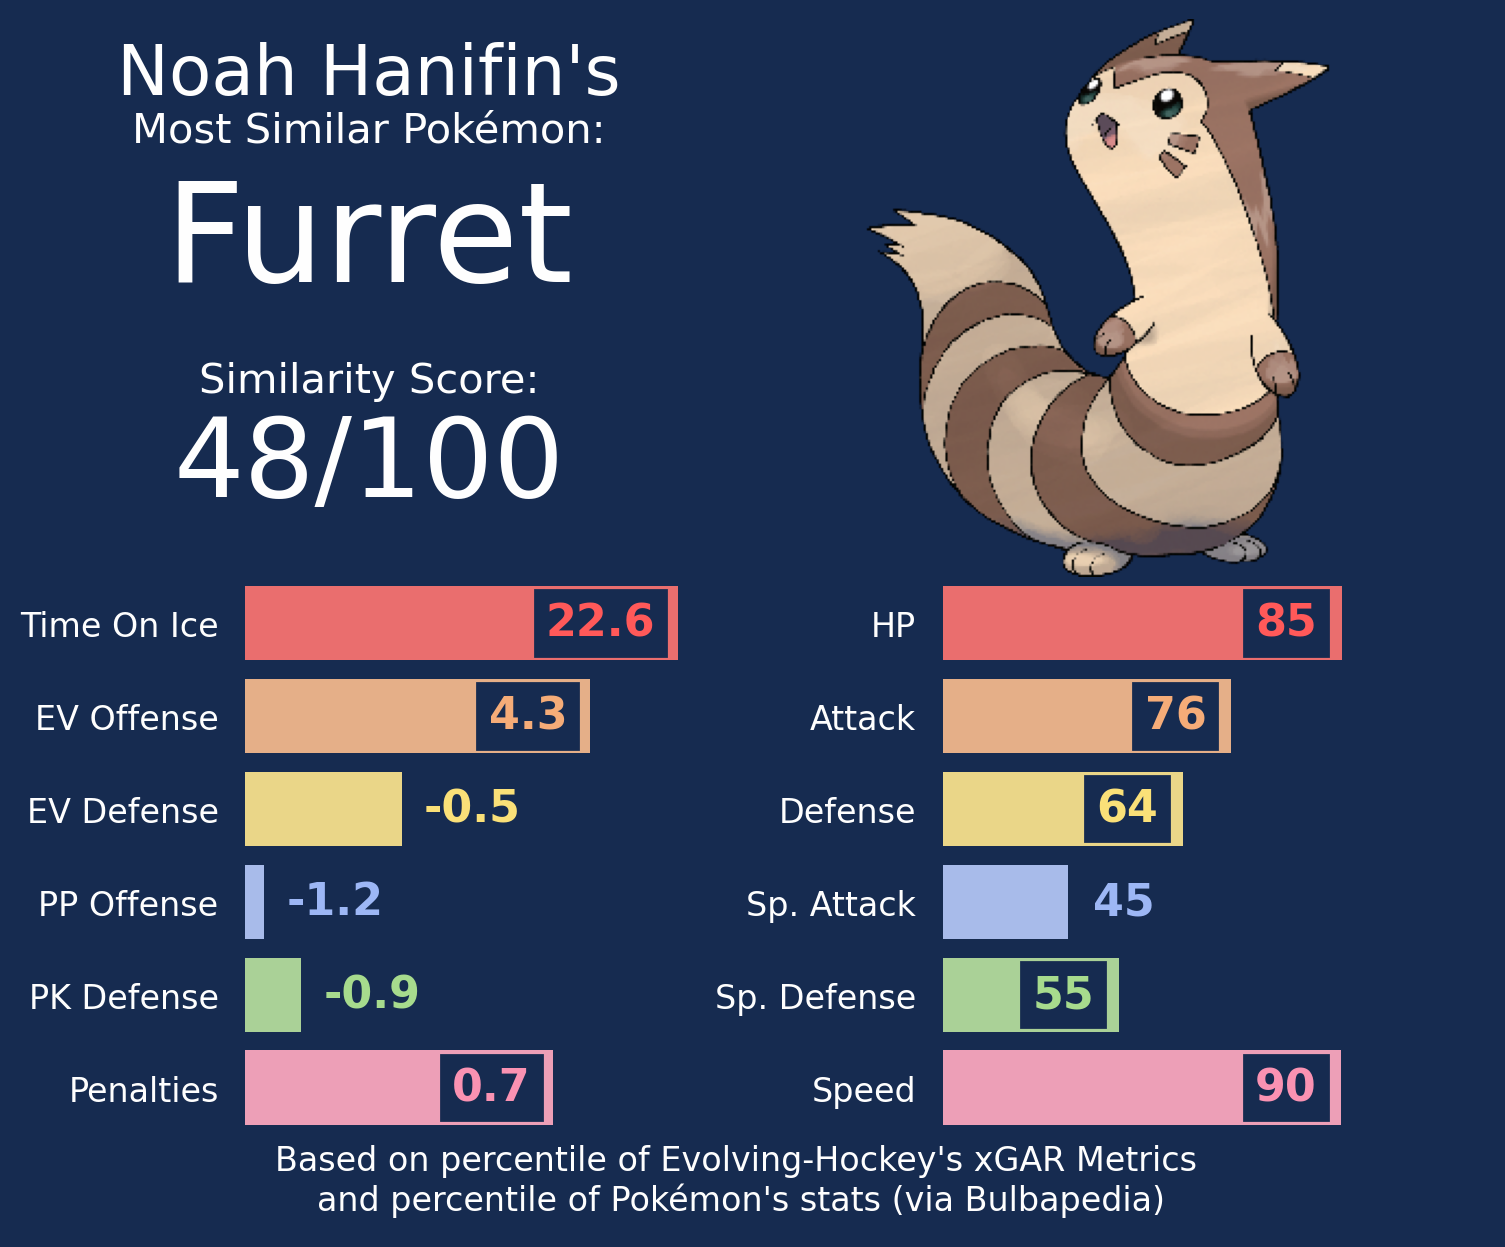 Noah Hanifin's
Most Similar Pokémon:
Furret
Similarity Score:
48/100
Time On Ice 22.6
EV Offense 4.3
EV Defense -0.5
PP Offense -1.2
PK Defense -0.9
Penalties 0.7
HP 85
Attack 76
Defense 64
Sp. Attack 45
Sp. Defense 55
Speed 90
Based on percentile of Evolving-Hockey's xGAR Metrics
and percentile of Pokémon's stats (via Bulbapedia)